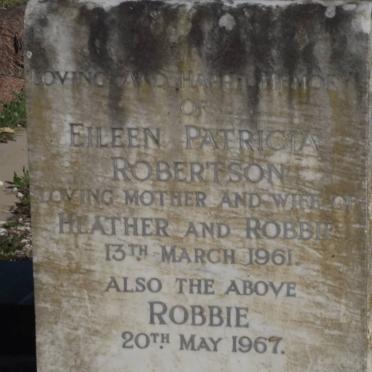 LOVING AND HAPPY MEMORY
OF
EILEEN PATRICIA
ROBERTSON
LOVING MOTHER AND WIFE OF
HEATHER AND ROBBIE
13TH MARCH 1961.
ALSO THE ABOVE
ROBBIE
20TH MAY 1967.